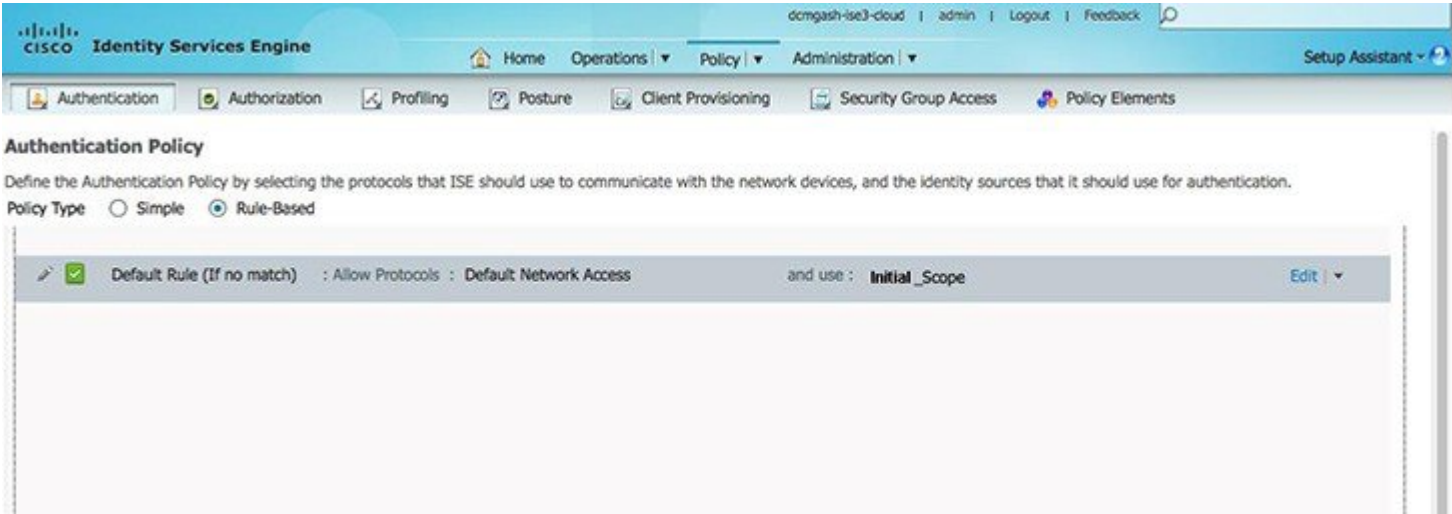 dcmgash-ise3-cloud | admin | Logout | Feedback
CISCO Identity Services Engine
Home Operations | Policy | Administration | Setup Assistant
Authentication Authorization Profiling Posture Client Provisioning Security Group Access Policy Elements
Authentication Policy
Define the Authentication Policy by selecting the protocols that ISE should use to communicate with the network devices, and the identity sources that it should use for authentication.
Policy Type Simple Rule-Based
Default Rule (If no match) : Allow Protocols : Default Network Access and use : Initial_Scope Edit |